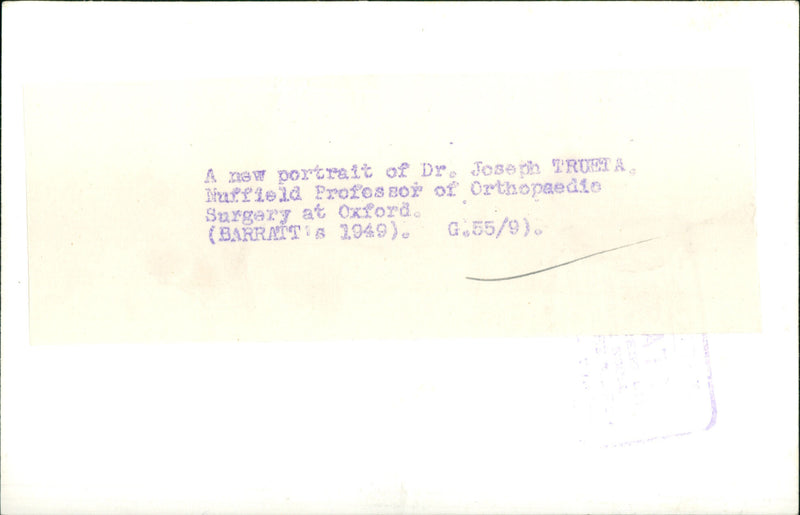 A new portrait of Dr. Joseph TRUETA.
Nuffield Professor of Orthopaedic
Surgery at Oxford.
(BARRATT's 1949). G.55/9).